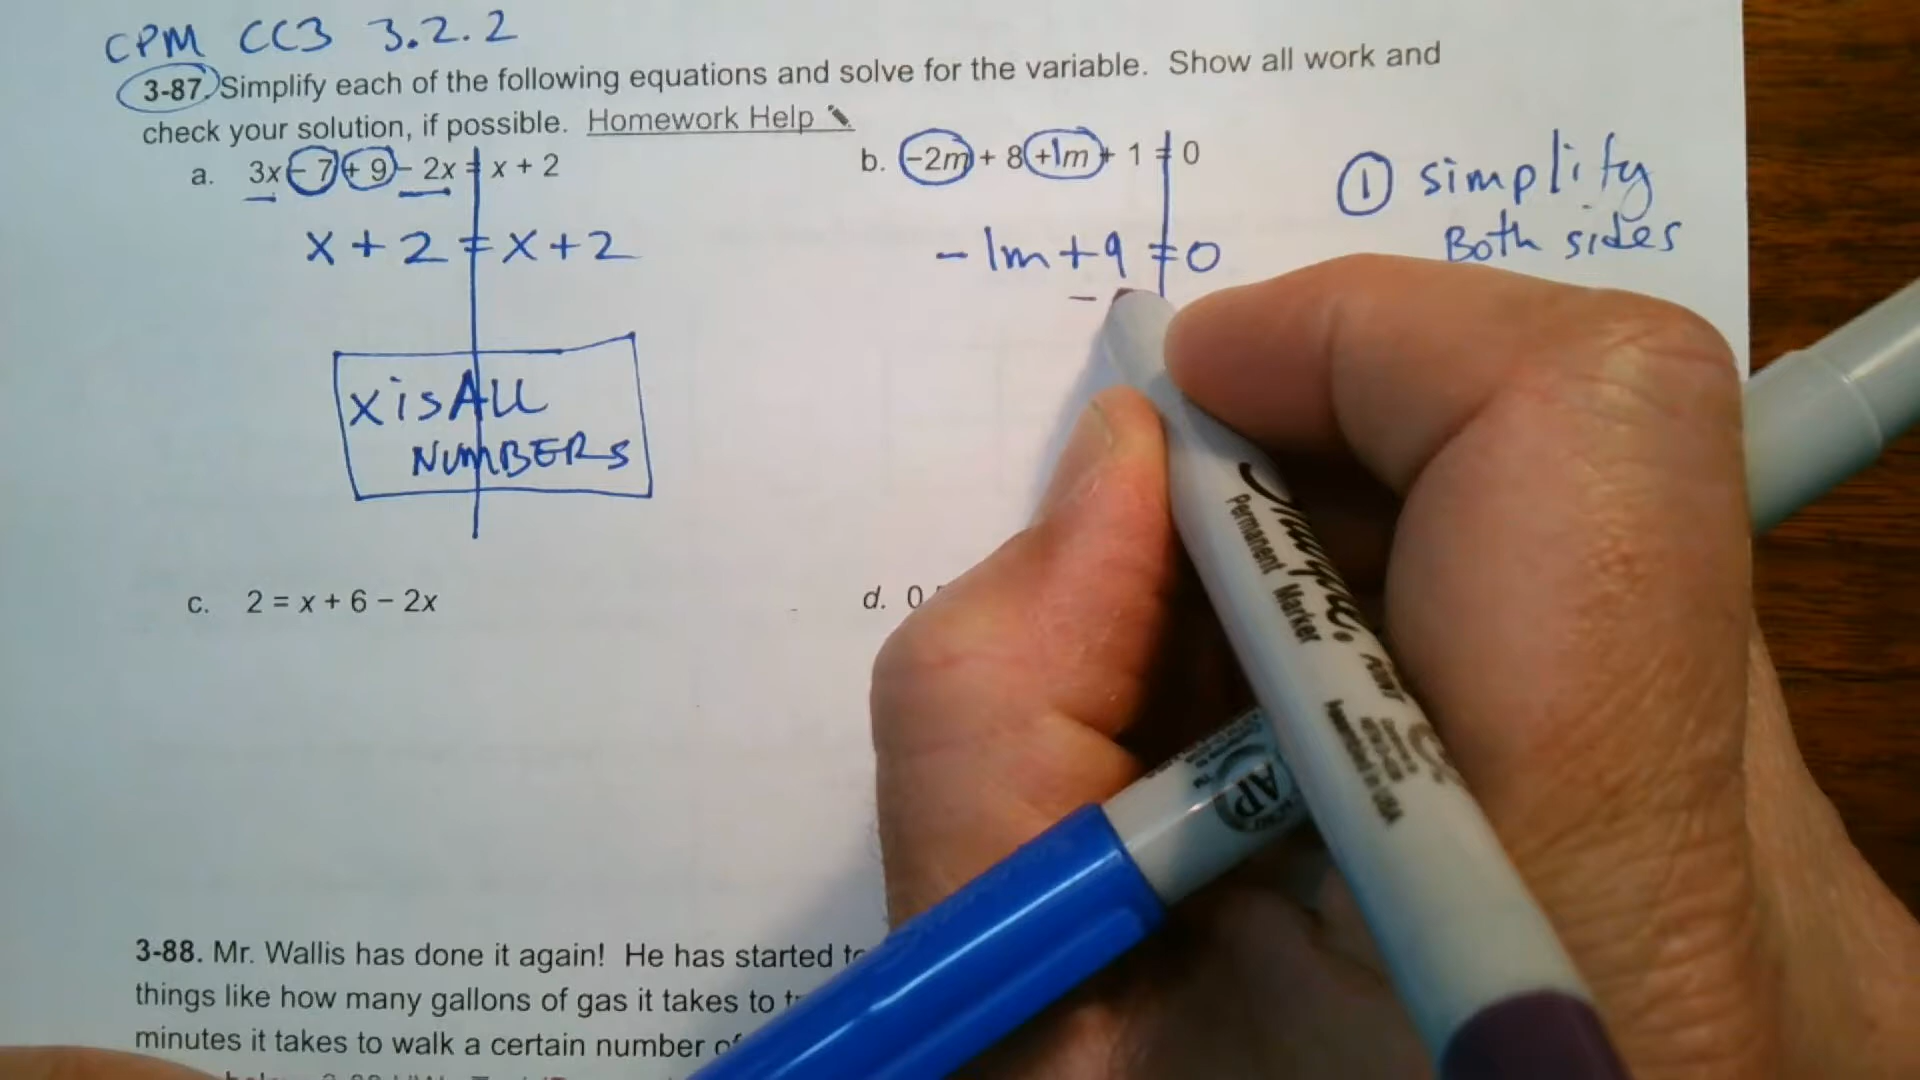 CPM CC3 3.2.2
3-87. Simplify each of the following equations and solve for the variable. Show all work and
check your solution, if possible. Homework Help
a. 3x - 7 + 9 - 2x = x + 2
b. -2m + 8 + 1m + 1 = 0
① simplify
Both sides
x + 2 = x + 2
-1m + 9 = 0
-
x is All
NUMBERS
c. 2 = x + 6 - 2x
d. 0
3-88. Mr. Wallis has done it again! He has started
things like how many gallons of gas it takes to
minutes it takes to walk a certain number
Sharpie.
Permanent Marker
AP